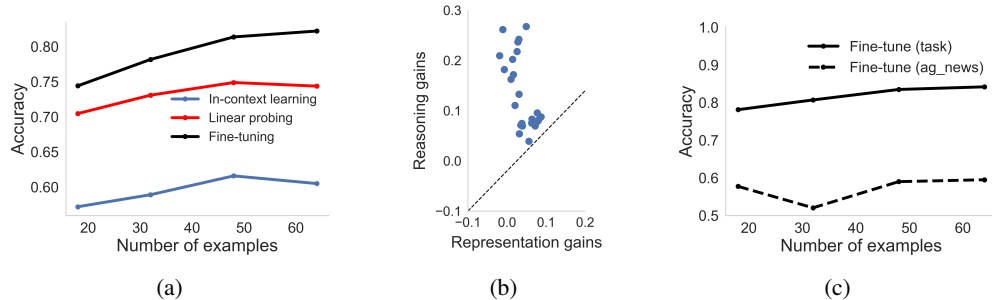 0.80
0.75
0.70
0.65
0.60
Accuracy
20 30 40 50 60
Number of examples
In-context learning
Linear probing
Fine-tuning
(a)
0.3
0.2
0.1
0.0
−0.1
Reasoning gains
−0.1 0.0 0.1 0.2
Representation gains
(b)
1.0
0.9
0.8
0.7
0.6
0.5
Accuracy
20 30 40 50 60
Number of examples
Fine-tune (task)
Fine-tune (ag_news)
(c)